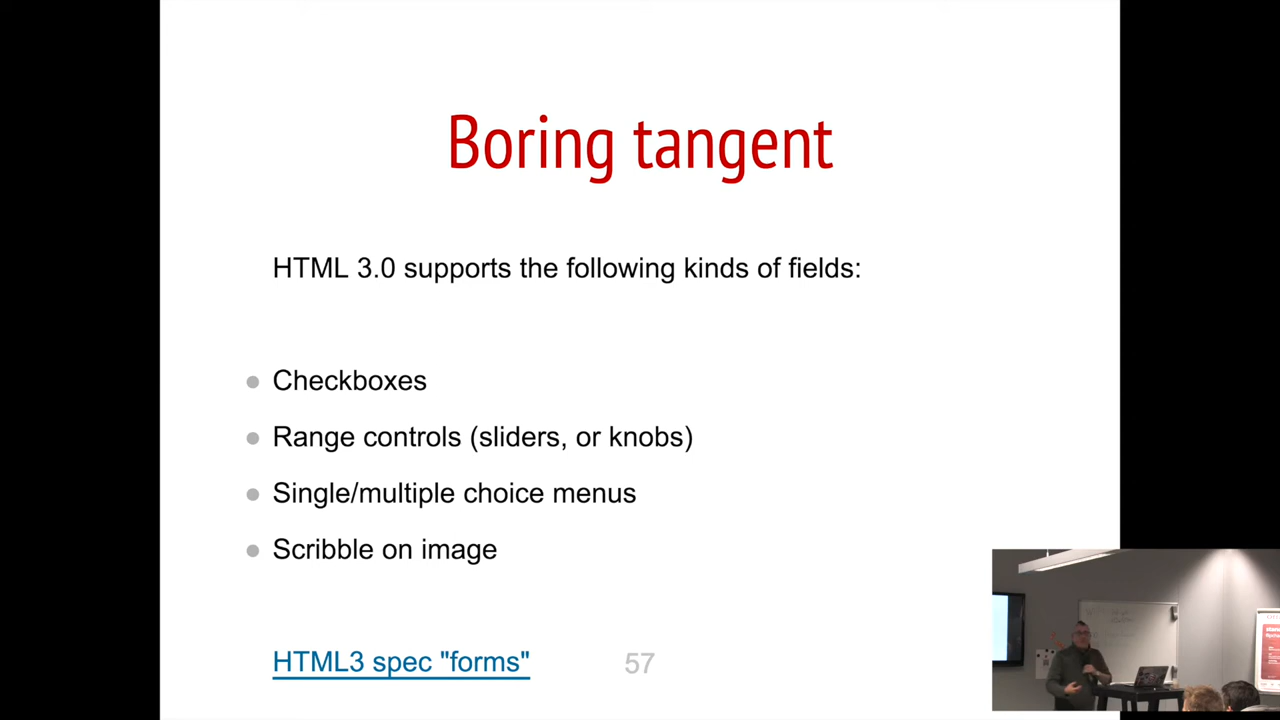 Boring tangent
HTML 3.0 supports the following kinds of fields:
Checkboxes
Range controls (sliders, or knobs)
Single/multiple choice menus
Scribble on image
HTML3 spec "forms"
57